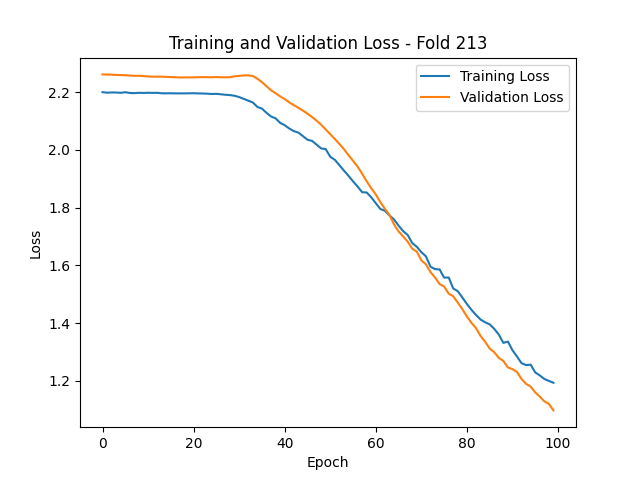 Training and Validation Loss - Fold 213
Training Loss
Validation Loss
2.2
2.0
1.8
1.6
1.4
1.2
Loss
0 20 40 60 80 100
Epoch